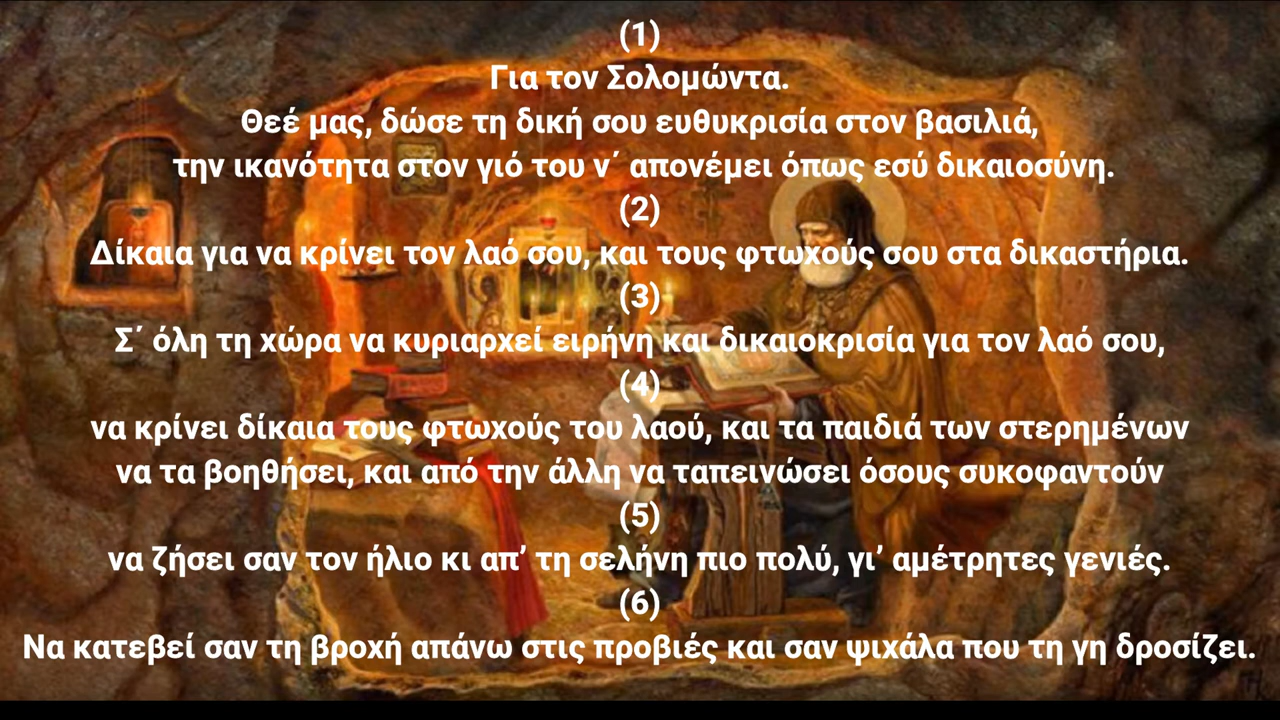 (1)
Για τον Σολομώντα.
Θεέ μας, δώσε τη δική σου ευθυκρισία στον βασιλιά,
την ικανότητα στον γιό του ν΄ απονέμει όπως εσύ δικαιοσύνη.
(2)
Δίκαια για να κρίνει τον λαό σου, και τους φτωχούς σου στα δικαστήρια.
(3)
Σ΄ όλη τη χώρα να κυριαρχεί ειρήνη και δικαιοκρισία για τον λαό σου,
(4)
να κρίνει δίκαια τους φτωχούς του λαού, και τα παιδιά των στερημένων
να τα βοηθήσει, και από την άλλη να ταπεινώσει όσους συκοφαντούν
(5)
να ζήσει σαν τον ήλιο κι απ’ τη σελήνη πιο πολύ, γι’ αμέτρητες γενιές.
(6)
Να κατεβεί σαν τη βροχή απάνω στις προβιές και σαν ψιχάλα που τη γη δροσίζει.